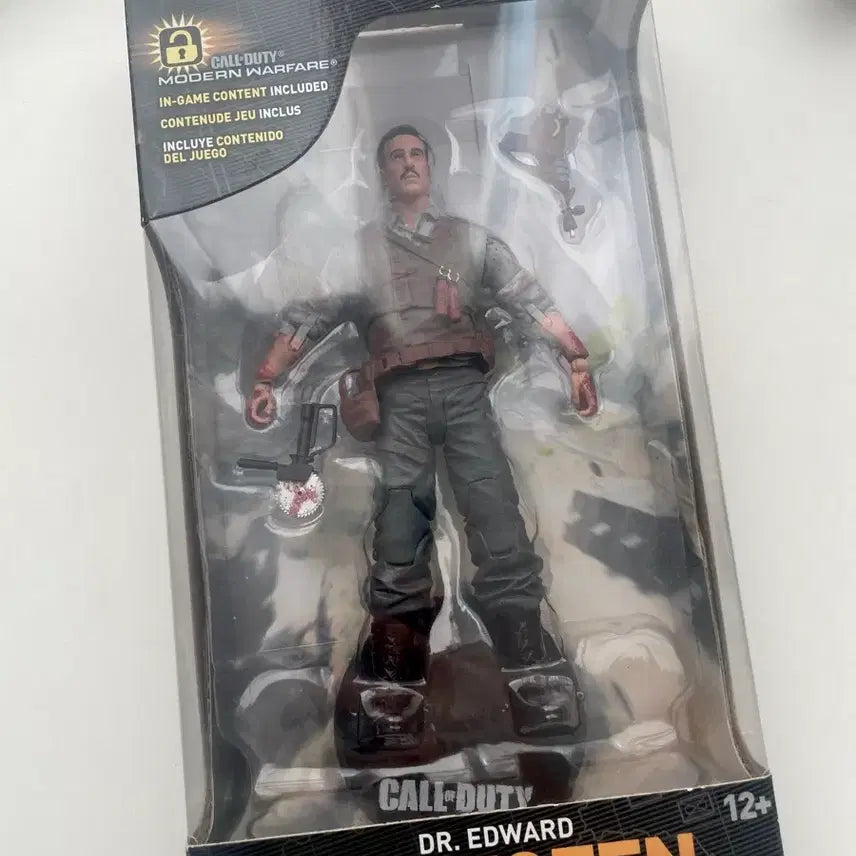 CALL OF DUTY®
MODERN WARFARE®
IN-GAME CONTENT INCLUDED
CONTENUDE JEU INCLUS
INCLUYE CONTENIDO
DEL JUEGO
CALL OF DUTY
12+
DR. EDWARD